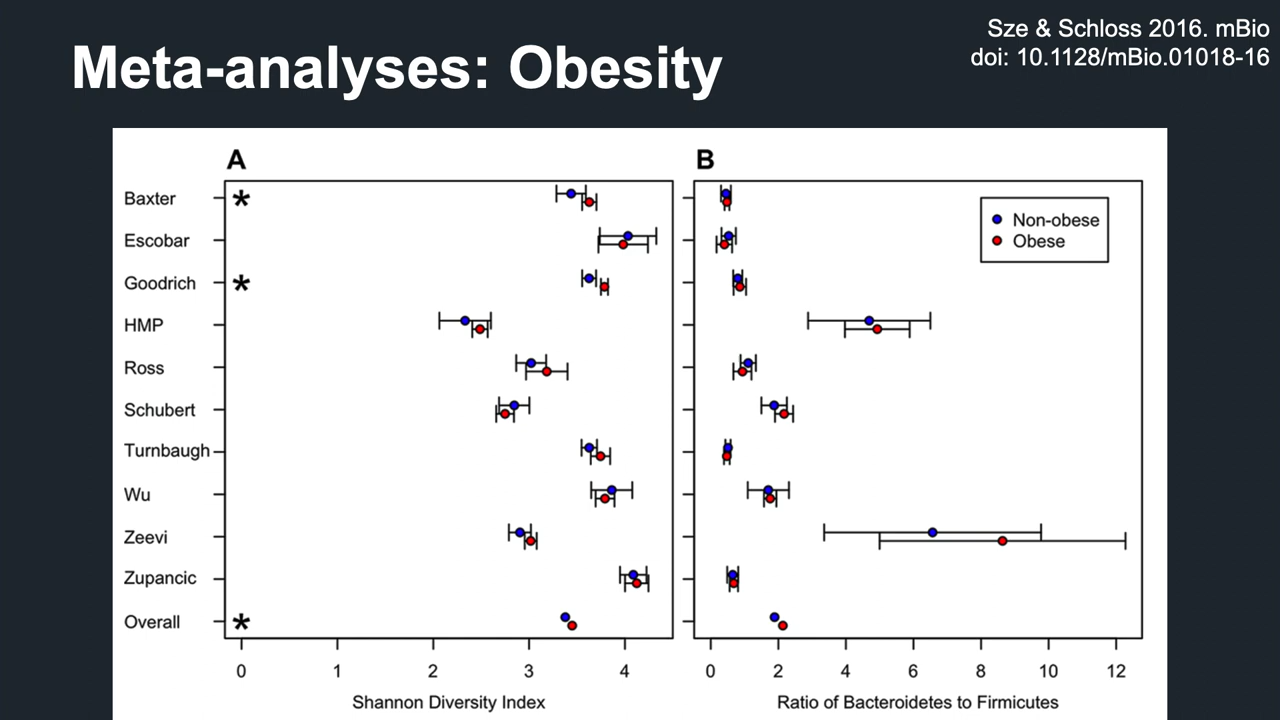 Meta-analyses: Obesity
Sze & Schloss 2016. mBio
doi: 10.1128/mBio.01018-16
A
B
Baxter
*
Escobar
Goodrich
*
HMP
Ross
Schubert
Turnbaugh
Wu
Zeevi
Zupancic
Overall
*
Non-obese
Obese
0 1 2 3 4
Shannon Diversity Index
0 2 4 6 8 10 12
Ratio of Bacteroidetes to Firmicutes